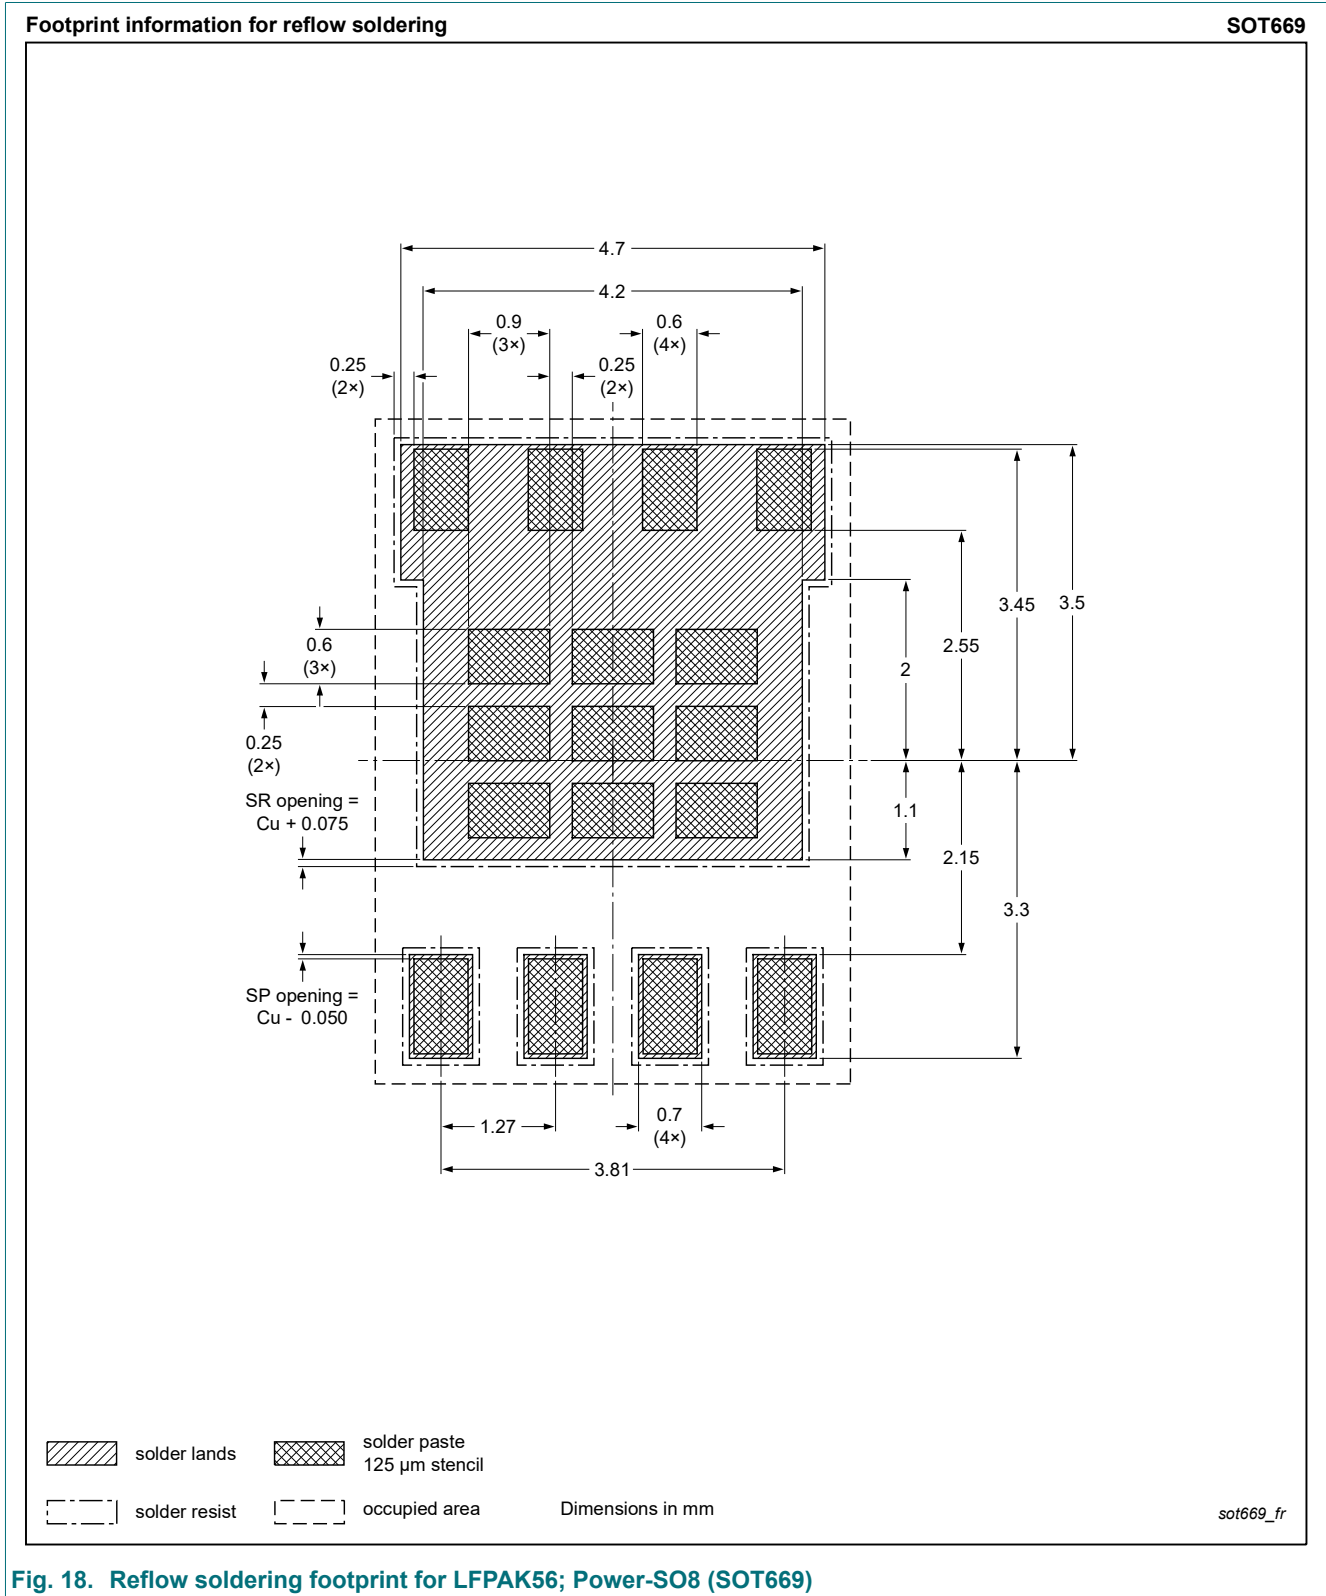 Footprint information for reflow soldering
SOT669
4.7
4.2
0.9
(3×)
0.6
(4×)
0.25
(2×)
0.25
(2×)
3.45
3.5
2.55
2
0.6
(3×)
0.25
(2×)
SR opening =
Cu + 0.075
1.1
2.15
3.3
SP opening =
Cu - 0.050
1.27
0.7
(4×)
3.81
solder lands
solder paste
125 µm stencil
solder resist
occupied area
Dimensions in mm
sot669_fr
Fig. 18. Reflow soldering footprint for LFPAK56; Power-SO8 (SOT669)